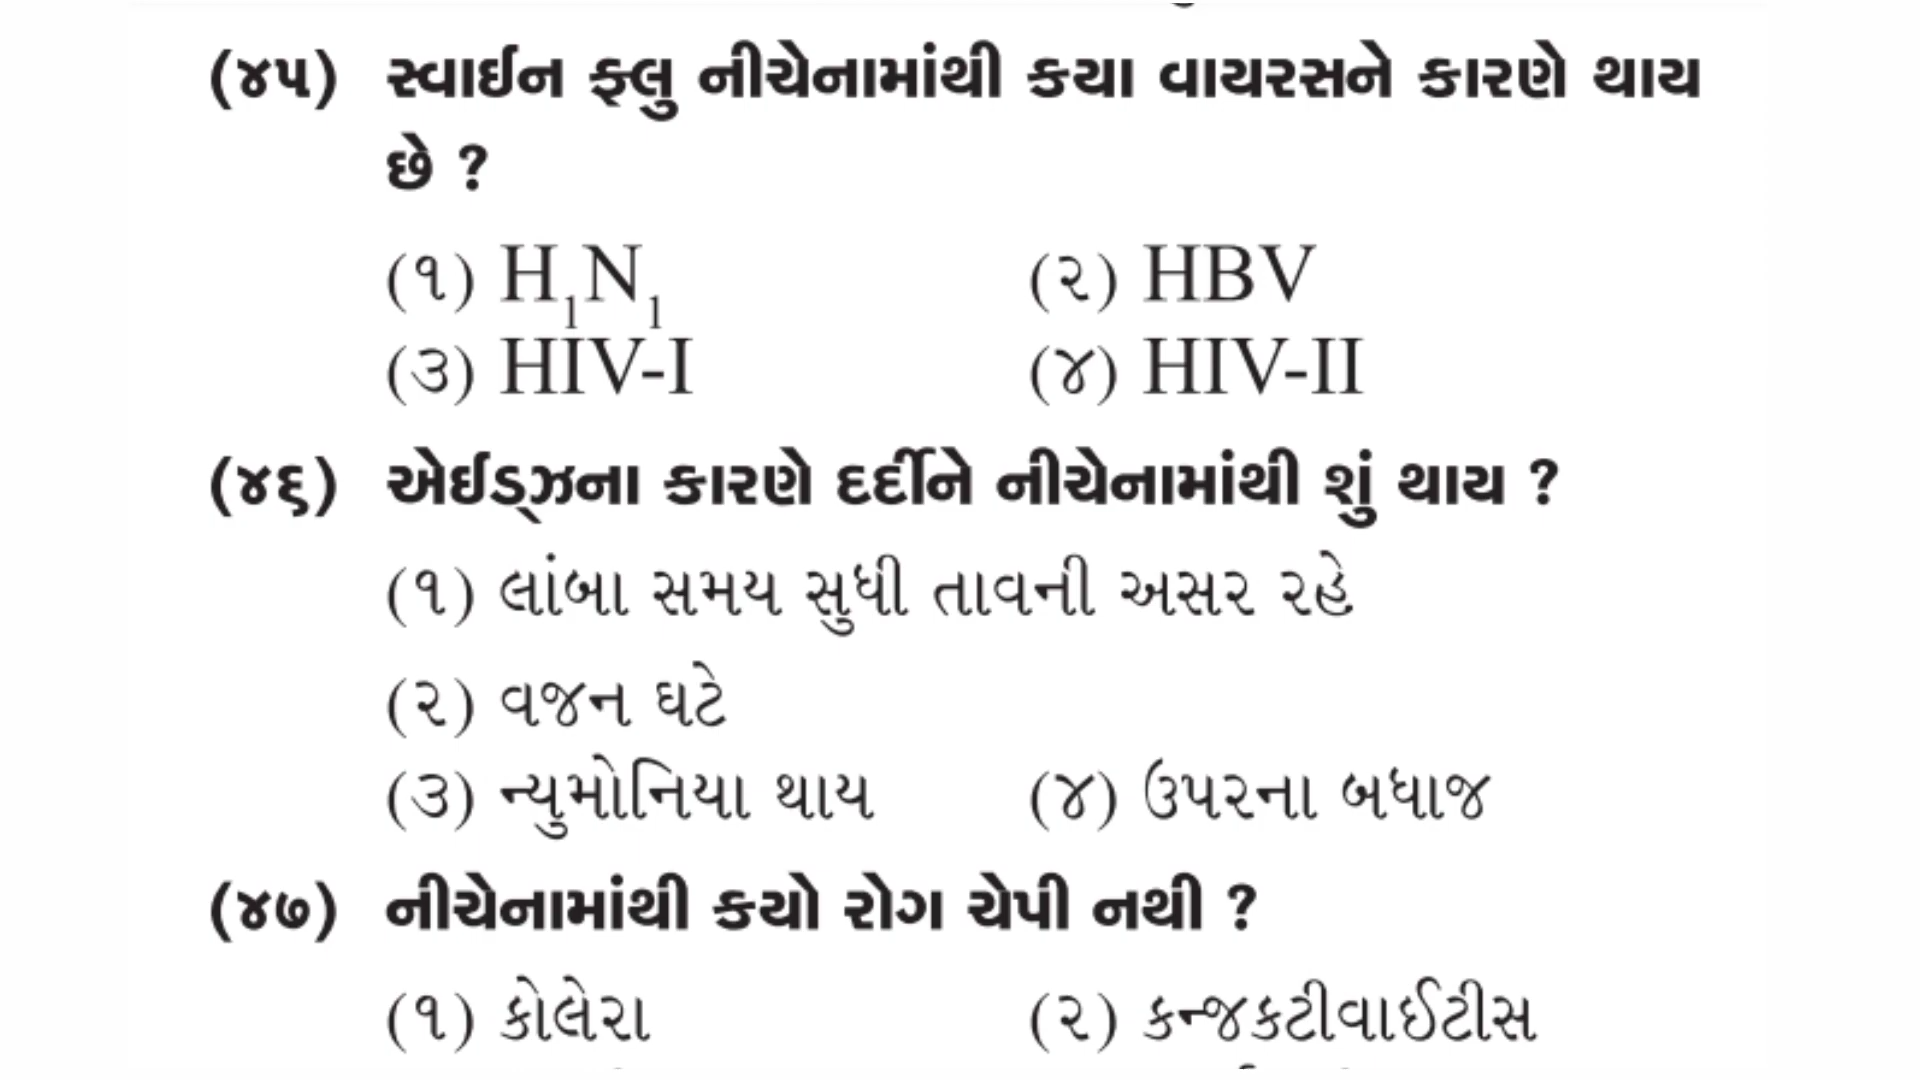 (૪૫) સ્વાઈન ફ્લુ નીચેનામાંથી કયા વાયરસને કારણે થાય
છે ?
(૧) H₁N₁ (૨) HBV
(૩) HIV-I (૪) HIV-II
(૪૬) એઈડ્ઝના કારણે દર્દીને નીચેનામાંથી શું થાય ?
(૧) લાંબા સમય સુધી તાવની અસર રહે
(૨) વજન ઘટે
(૩) ન્યુમોનિયા થાય (૪) ઉપરના બધાજ
(૪૭) નીચેનામાંથી કયો રોગ ચેપી નથી ?
(૧) કોલેરા (૨) કન્જકટીવાઈટીસ